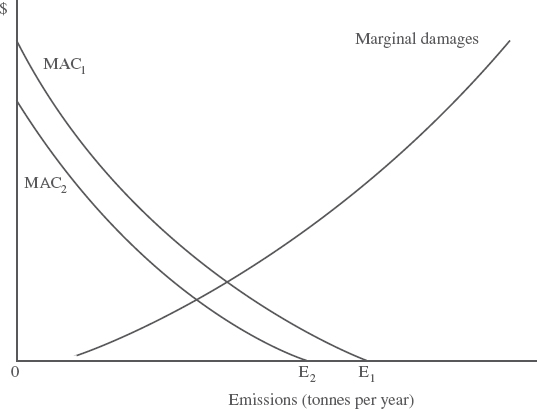 $
Marginal damages
MAC1
MAC2
0 E2 E1
Emissions (tonnes per year)